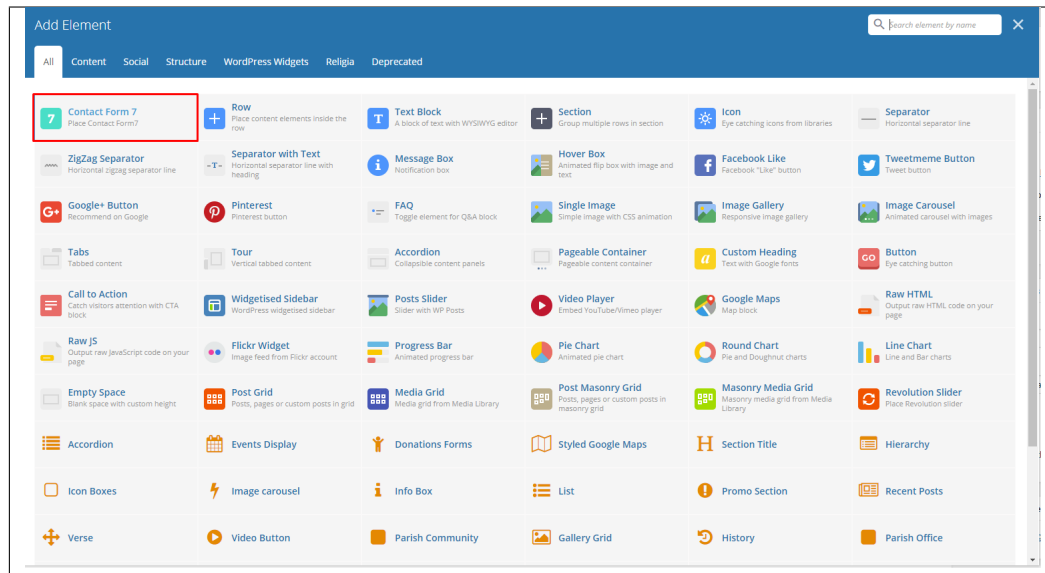 Add Element
Search element by name
All Content Social Structure WordPress Widgets Religia Deprecated
7
Contact Form 7
Place Contact Form7
Row
Place content elements inside the
row
T
Text Block
A block of text with WYSIWYG editor
Section
Group multiple rows in section
Icon
Eye catching icons from libraries
Separator
Horizontal separator line
ZigZag Separator
Horizontal zigzag separator line
-T-
Separator with Text
Horizontal separator line with
heading
i
Message Box
Notification box
Hover Box
Animated flip box with image and
text
f
Facebook Like
Facebook "Like" button
Tweetmeme Button
Tweet button
G+
Google+ Button
Recommend on Google
Pinterest
Pinterest button
FAQ
Toggle element for Q&A block
Single Image
Simple image with CSS animation
Image Gallery
Responsive image gallery
Image Carousel
Animated carousel with images
Tabs
Tabbed content
Tour
Vertical tabbed content
Accordion
Collapsible content panels
Pageable Container
Pageable content container
a
Custom Heading
Text with Google fonts
GO
Button
Eye catching button
Call to Action
Catch visitors attention with CTA
block
Widgetised Sidebar
WordPress widgetised sidebar
Posts Slider
Slider with WP Posts
Video Player
Embed YouTube/Vimeo player
Google Maps
Map block
Raw HTML
Output raw HTML code on your
page
Raw JS
Output raw JavaScript code on your
page
Flickr Widget
Image feed from Flickr account
Progress Bar
Animated progress bar
Pie Chart
Animated pie chart
Round Chart
Pie and Doughnut charts
Line Chart
Line and Bar charts
Empty Space
Blank space with custom height
Post Grid
Posts, pages or custom posts in grid
Media Grid
Media grid from Media Library
Post Masonry Grid
Posts, pages or custom posts in
masonry grid
Masonry Media Grid
Masonry media grid from Media
Library
Revolution Slider
Place Revolution slider
Accordion
Events Display
Donations Forms
Styled Google Maps
H
Section Title
Hierarchy
Icon Boxes
Image carousel
i
Info Box
List
Promo Section
Recent Posts
Verse
Video Button
Parish Community
Gallery Grid
History
Parish Office